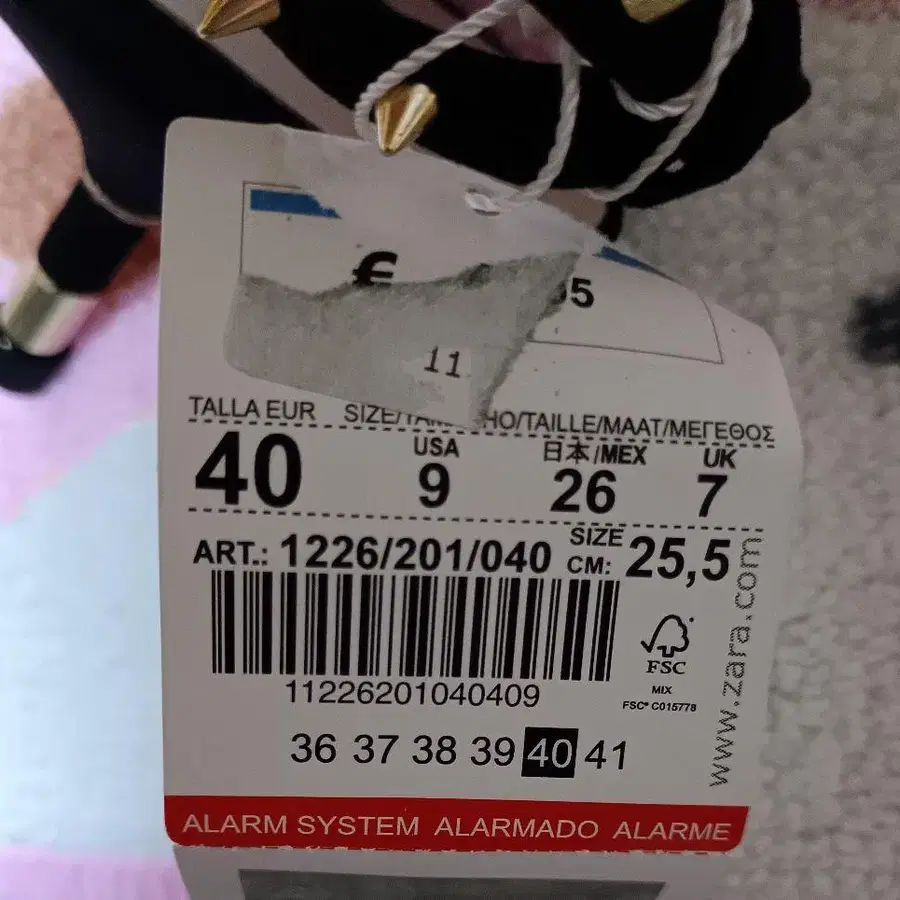 € 95
11
TALLA EUR SIZE/TAMANHO/TAILLE/MAAT/ΜΕΓΕΘΟΣ
USA 日本/MEX UK
40 9 26 7
ART.: 1226/201/040 SIZE CM: 25,5
www.zara.com
FSC
11226201040409
MIX
FSC® C015778
36 37 38 39 40 41
ALARM SYSTEM ALARMADO ALARME